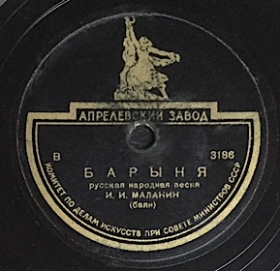 АПРЕЛЕВСКИЙ ЗАВОД
В 3186
БАРЫНЯ
русская народная песня
И. И. МАЛАНИН
(баян)
КОМИТЕТ ПО ДЕЛАМ ИСКУССТВ ПРИ СОВЕТЕ МИНИСТРОВ СССР